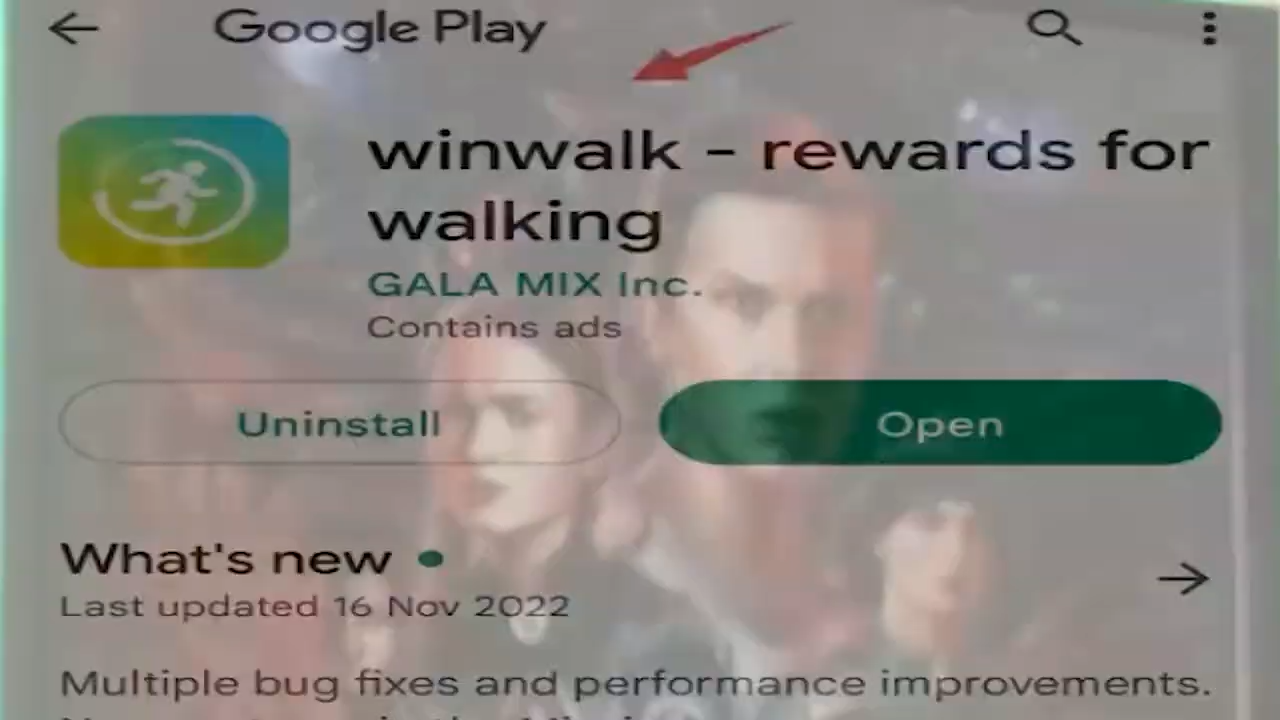 Google Play
winwalk - rewards for
walking
GALA MIX Inc.
Contains ads
Uninstall
Open
What's new
Last updated 16 Nov 2022
Multiple bug fixes and performance improvements.